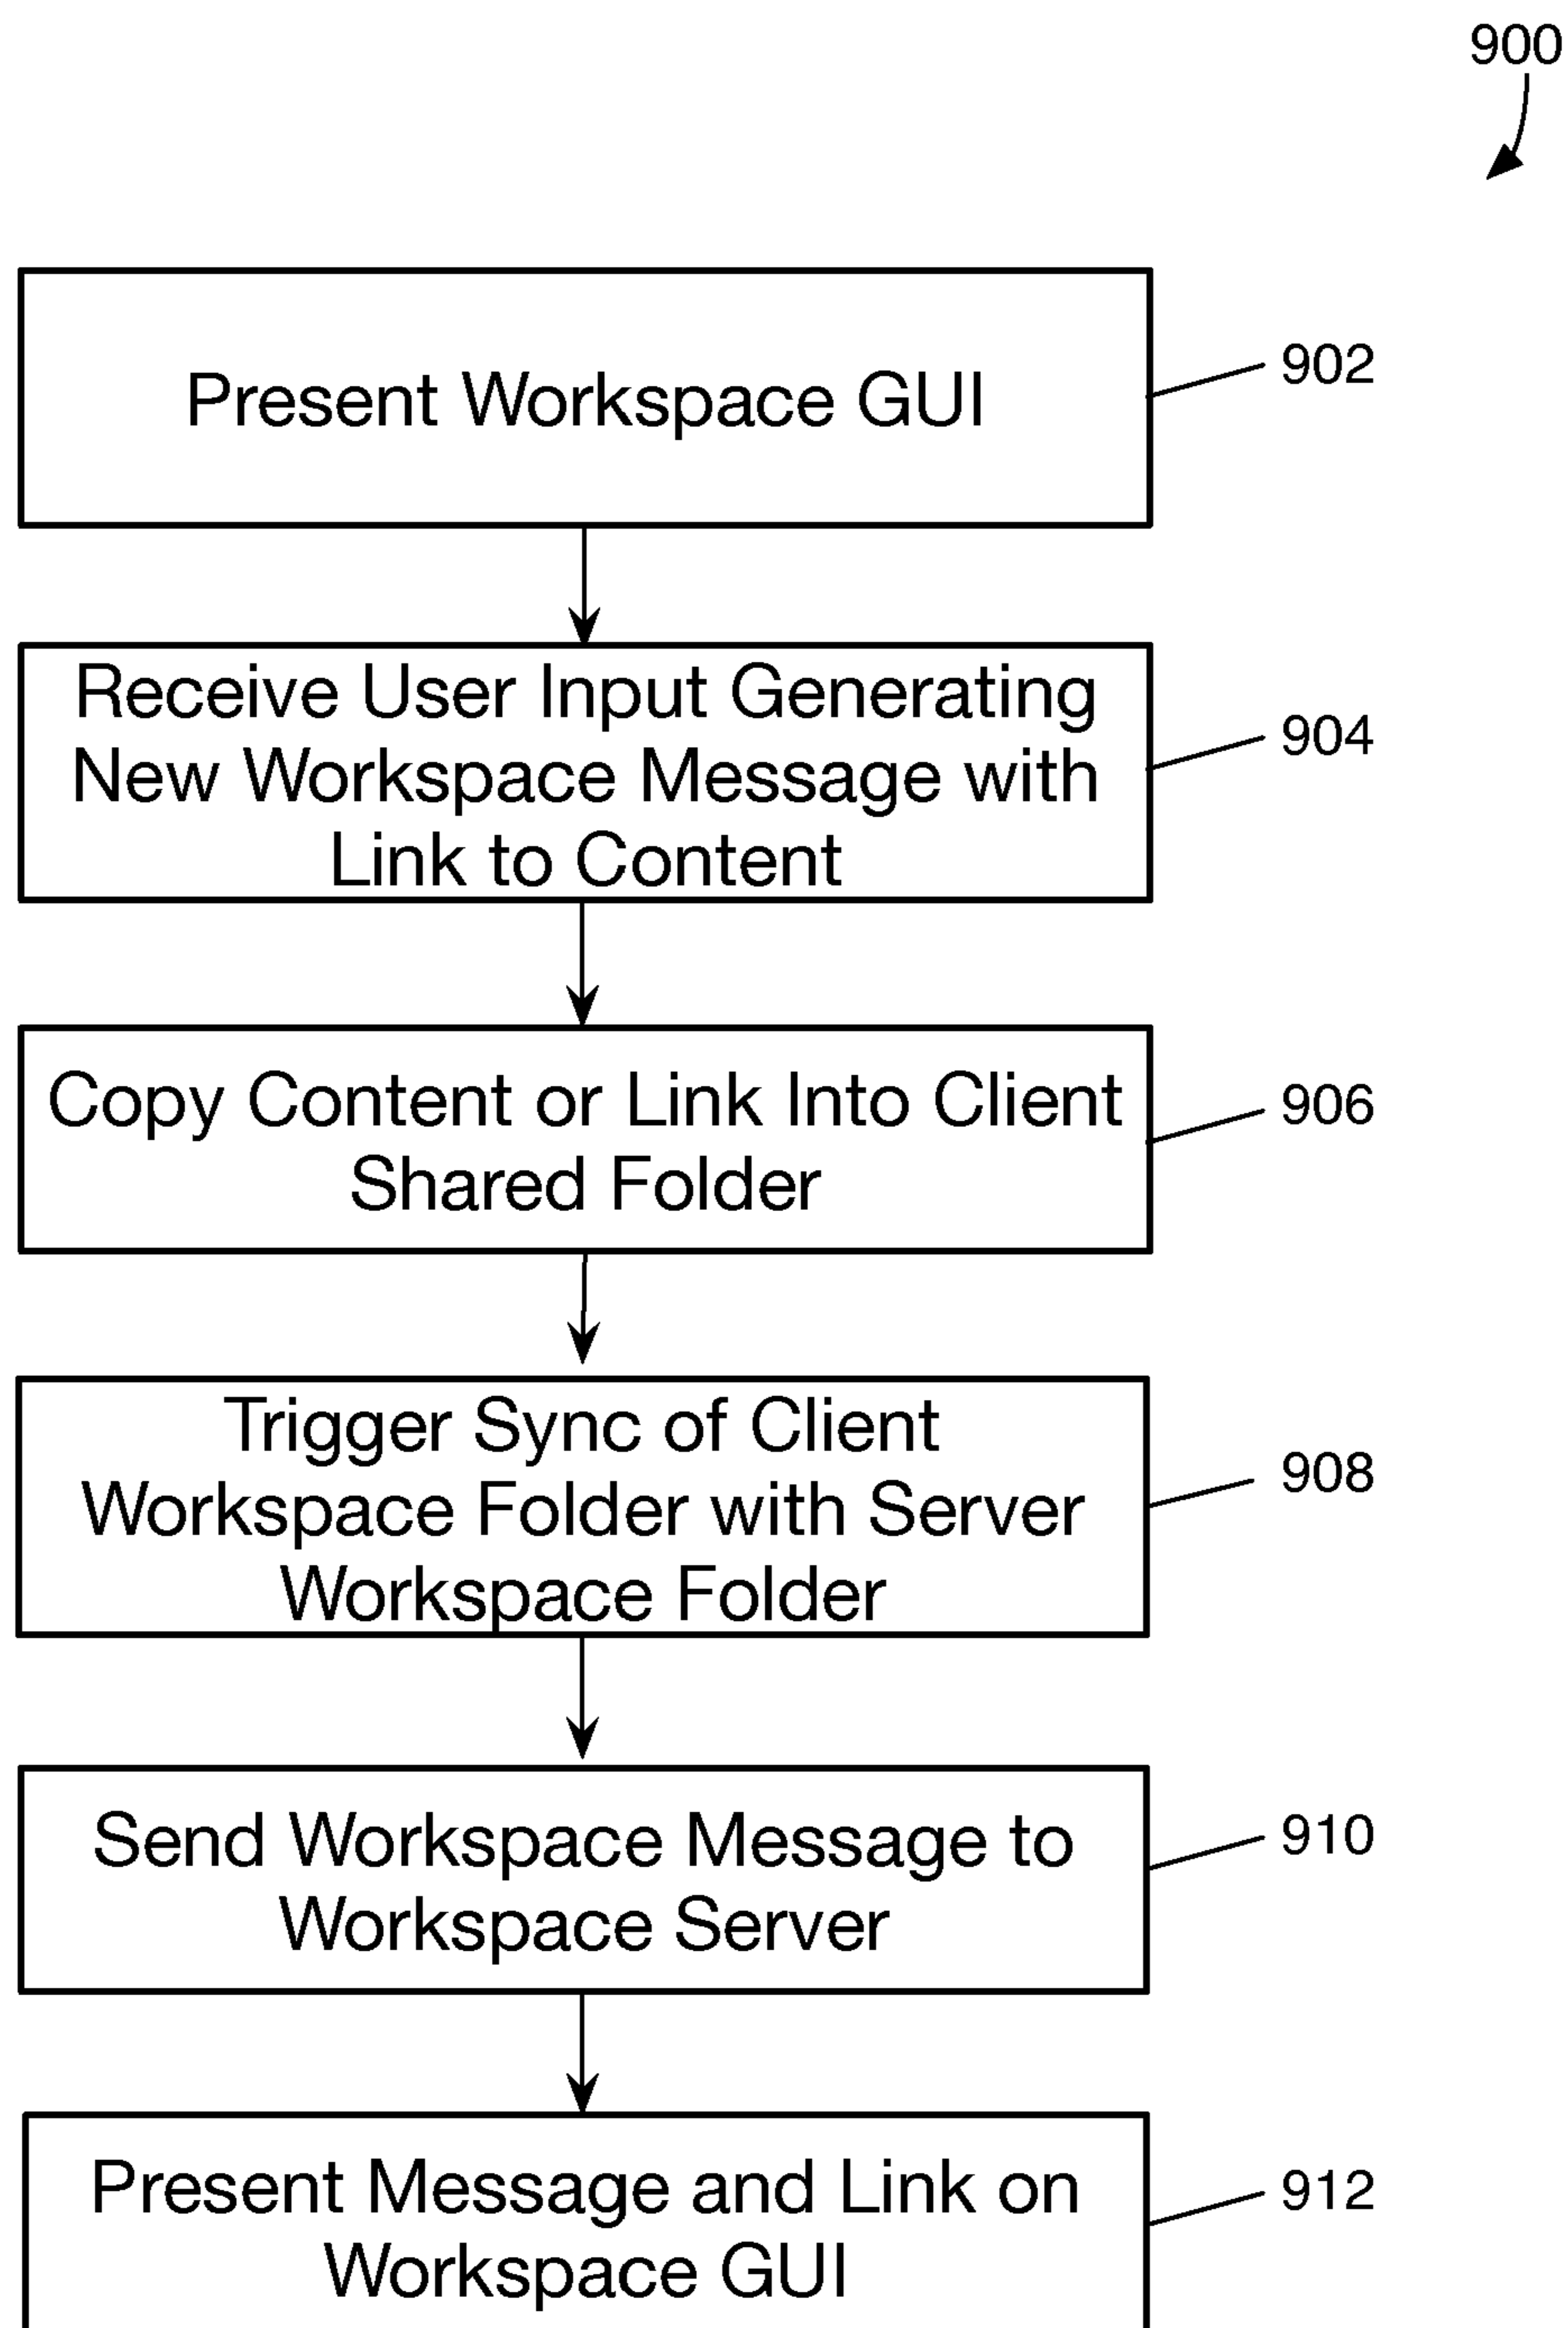 900
Present Workspace GUI
902
Receive User Input Generating
New Workspace Message with
Link to Content
904
Copy Content or Link Into Client
Shared Folder
906
Trigger Sync of Client
Workspace Folder with Server
Workspace Folder
908
Send Workspace Message to
Workspace Server
910
Present Message and Link on
Workspace GUI
912